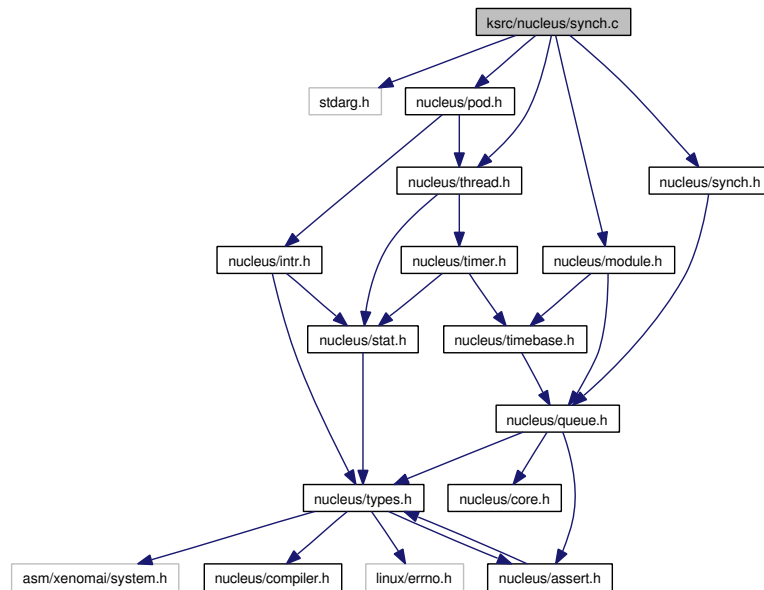 ksrc/nucleus/synch.c
stdarg.h
nucleus/pod.h
nucleus/thread.h
nucleus/synch.h
nucleus/intr.h
nucleus/timer.h
nucleus/module.h
nucleus/stat.h
nucleus/timebase.h
nucleus/queue.h
nucleus/types.h
nucleus/core.h
asm/xenomai/system.h
nucleus/compiler.h
linux/errno.h
nucleus/assert.h